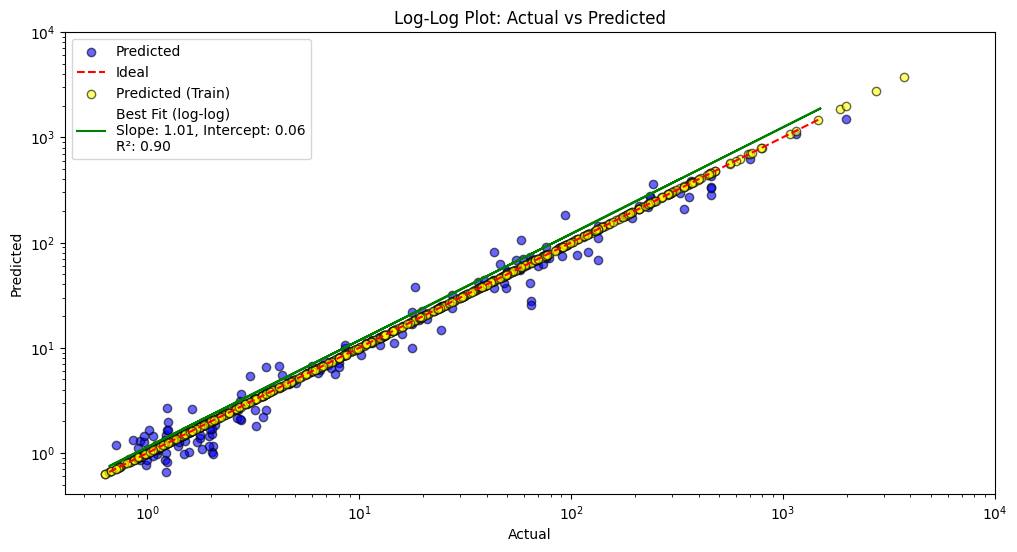 Log-Log Plot: Actual vs Predicted
Predicted
Ideal
Predicted (Train)
Best Fit (log-log)
Slope: 1.01, Intercept: 0.06
R²: 0.90
Predicted
10⁴
10³
10²
10¹
10⁰
10⁰ 10¹ 10² 10³ 10⁴
Actual